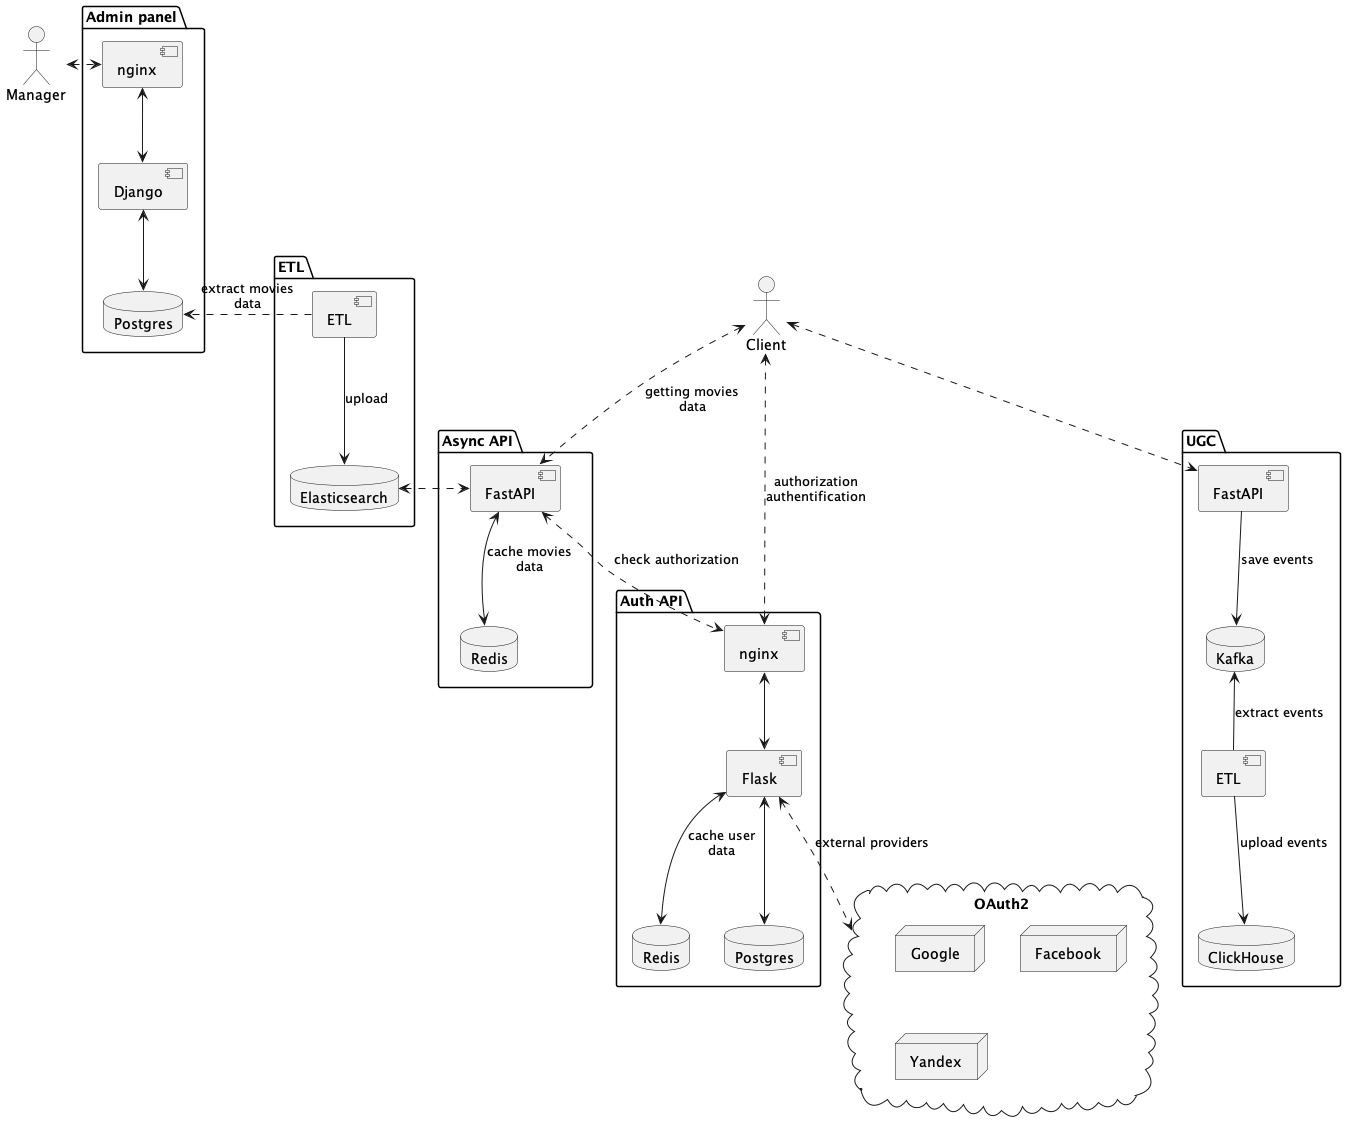 Admin panel
Manager
nginx
Django
Postgres
extract movies
data
ETL
ETL
upload
Elasticsearch
Client
getting movies
data
authorization
authentification
Async API
FastAPI
cache movies
data
Redis
check authorization
Auth API
nginx
Flask
cache user
data
Redis
Postgres
external providers
OAuth2
Google
Facebook
Yandex
UGC
FastAPI
save events
Kafka
extract events
ETL
upload events
ClickHouse